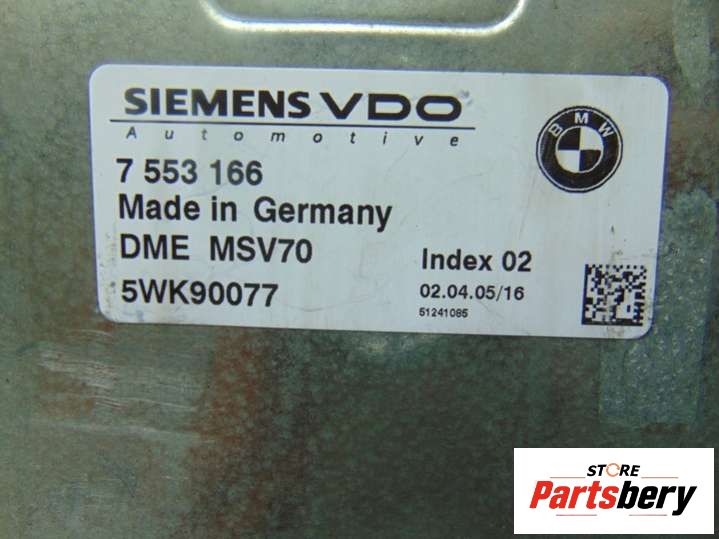 SIEMENS VDO
Automotive
BMW
7 553 166
Made in Germany
DME MSV70
Index 02
5WK90077
02.04.05/16
51241085
STORE
Partsbery